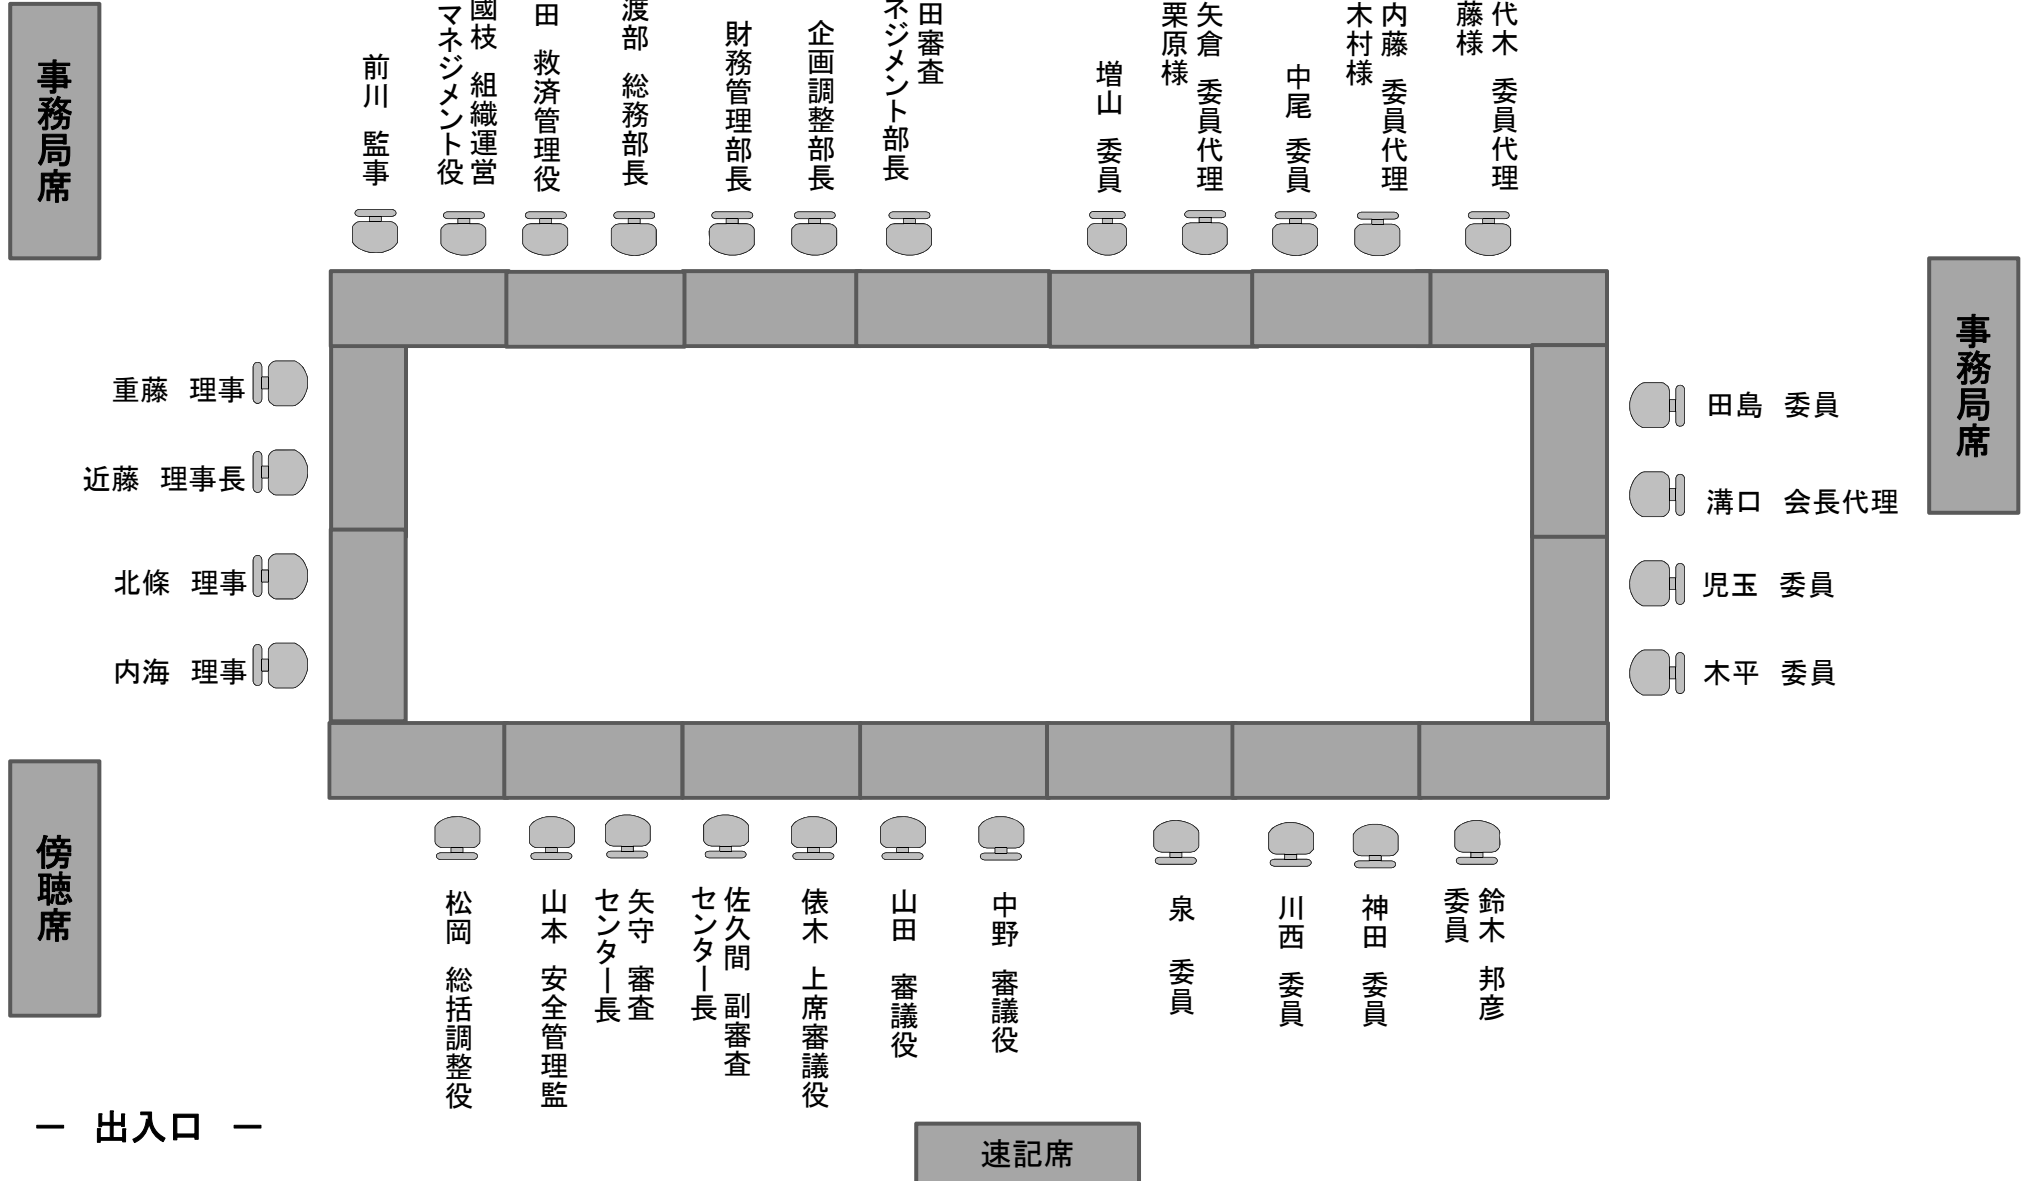 事務局席
前川 監事
國枝 組織運営
マネジメント役
田 救済管理役
渡部 総務部長
財務管理部長
企画調整部長
田審査
ネジメント部長
増山 委員
矢倉 委員代理
栗原様
中尾 委員
内藤 委員代理
木村様
代木 委員代理
藤様
事務局席
重藤 理事
近藤 理事長
北條 理事
内海 理事
田島 委員
溝口 会長代理
児玉 委員
木平 委員
傍聴席
松岡 総括調整役
山本 安全管理監
矢守 審査
センター長
佐久間 副審査
センター長
俵木 上席審議役
山田 審議役
中野 審議役
泉 委員
川西 委員
神田 委員
鈴木 邦彦
委員
― 出入口 ―
速記席